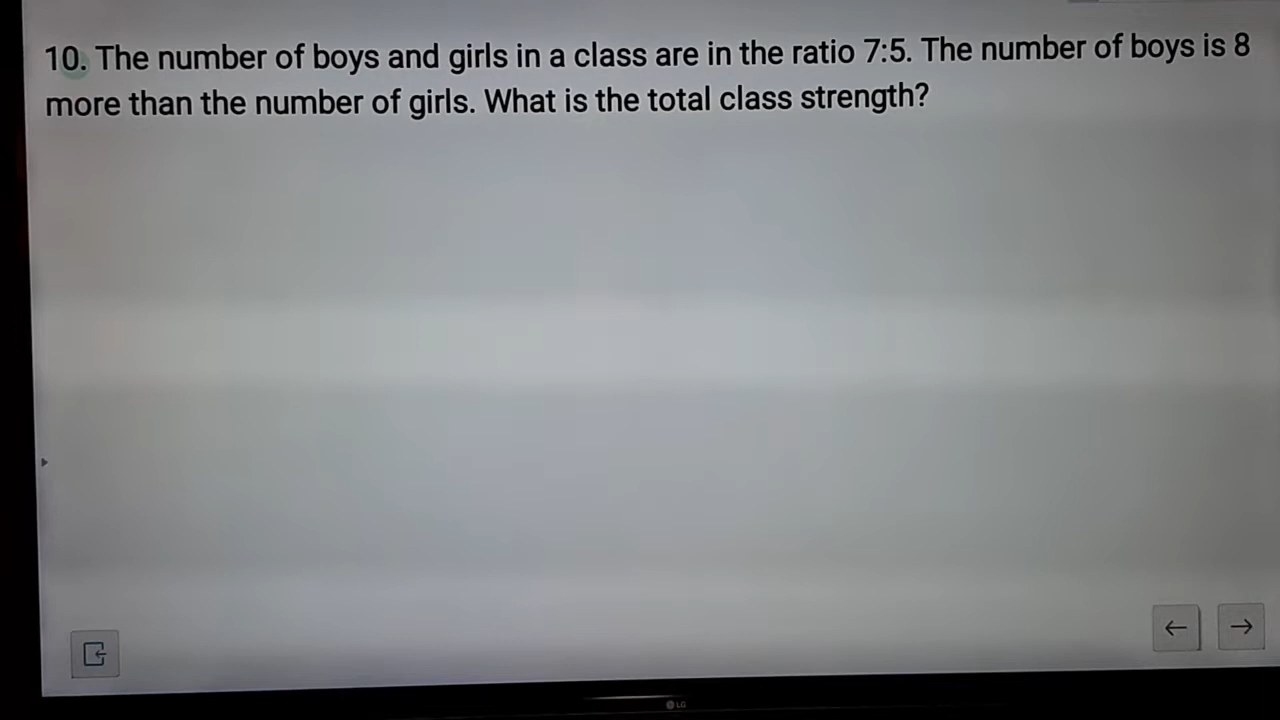 10. The number of boys and girls in a class are in the ratio 7:5. The number of boys is 8
more than the number of girls. What is the total class strength?
LG